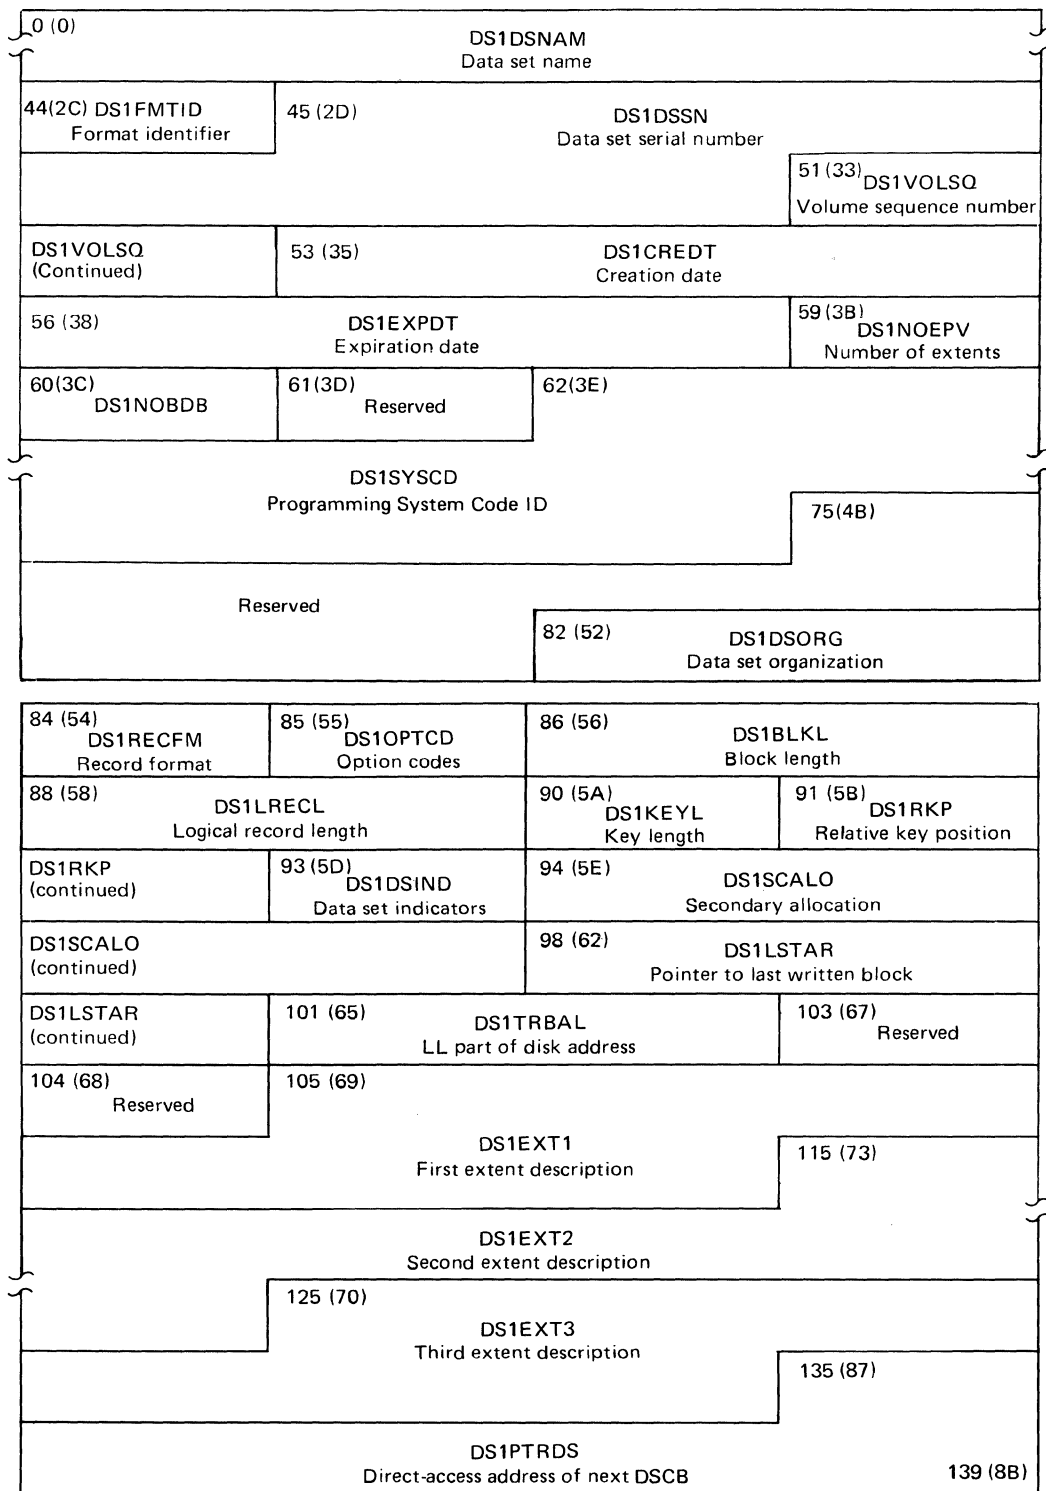 0 (0)
DS1DSNAM
Data set name
44(2C) DS1FMTID
Format identifier
45 (2D)
DS1DSSN
Data set serial number
51 (33)
DS1VOLSQ
Volume sequence number
DS1VOLSQ
(Continued)
53 (35)
DS1CREDT
Creation date
56 (38)
DS1EXPDT
Expiration date
59 (3B)
DS1NOEPV
Number of extents
60(3C)
DS1NOBDB
61(3D)
Reserved
62(3E)
DS1SYSCD
Programming System Code ID
75(4B)
Reserved
82 (52)
DS1DSORG
Data set organization
84 (54)
DS1RECFM
Record format
85 (55)
DS1OPTCD
Option codes
86 (56)
DS1BLKL
Block length
88 (58)
DS1LRECL
Logical record length
90 (5A)
DS1KEYL
Key length
91 (5B)
DS1RKP
Relative key position
DS1RKP
(continued)
93 (5D)
DS1DSIND
Data set indicators
94 (5E)
DS1SCALO
Secondary allocation
DS1SCALO
(continued)
98 (62)
DS1LSTAR
Pointer to last written block
DS1LSTAR
(continued)
101 (65)
DS1TRBAL
LL part of disk address
103 (67)
Reserved
104 (68)
Reserved
105 (69)
DS1EXT1
First extent description
115 (73)
DS1EXT2
Second extent description
125 (70)
DS1EXT3
Third extent description
135 (87)
DS1PTRDS
Direct-access address of next DSCB
139 (8B)